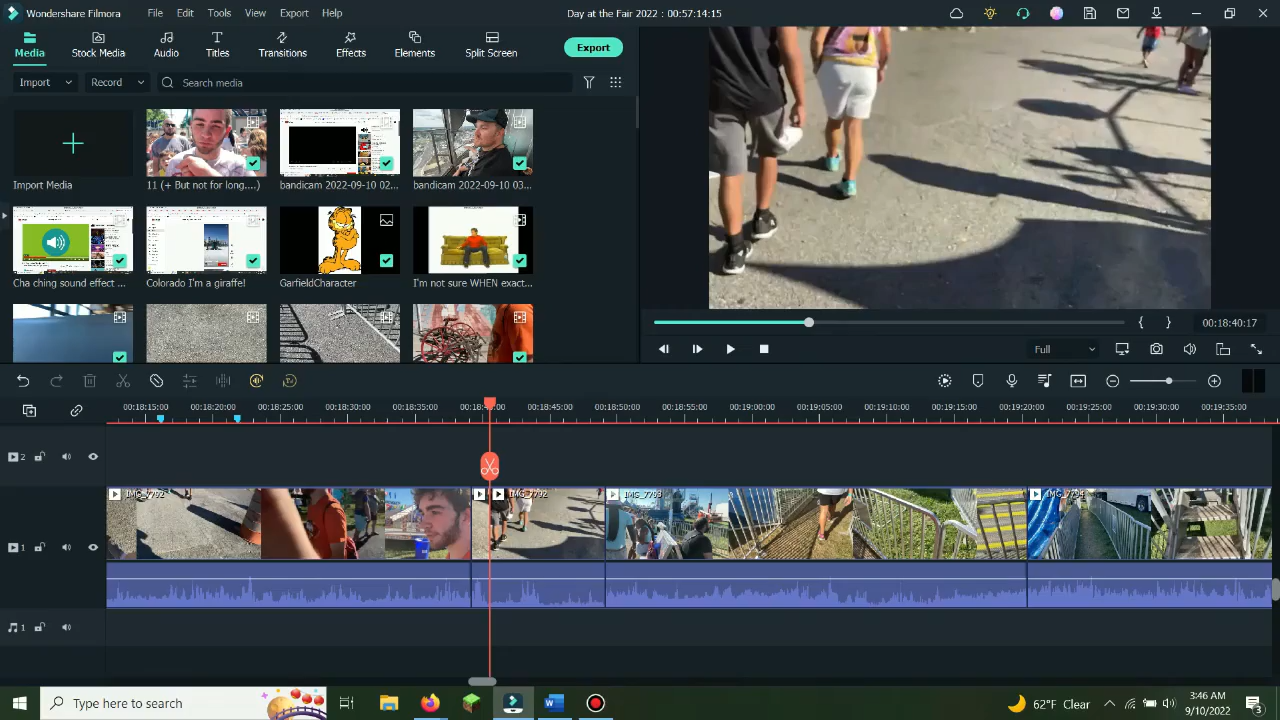 Wondershare Filmora File Edit Tools View Export Help Day at the Fair 2022 : 00:57:14:15
Media Stock Media Audio Titles Transitions Effects Elements Split Screen Export
Import Record Search media
Import Media 11 (+ But not for long....) bandicam 2022-09-10 02... bandicam 2022-09-10 03...
Cha ching sound effect ... Colorado I'm a giraffe! GarfieldCharacter I'm not sure WHEN exact...
{ } 00:18:40:17
Full
00:18:15:00 00:18:20:00 00:18:25:00 00:18:30:00 00:18:35:00 00:18:45:00 00:18:50:00 00:18:55:00 00:19:00:00 00:19:05:00 00:19:10:00 00:19:15:00 00:19:20:00 00:19:25:00 00:19:30:00 00:19:35:00
2
IMG_7792 IMG_7792 IMG_7793
1
1
Type here to search 62°F Clear 3:46 AM
9/10/2022 3